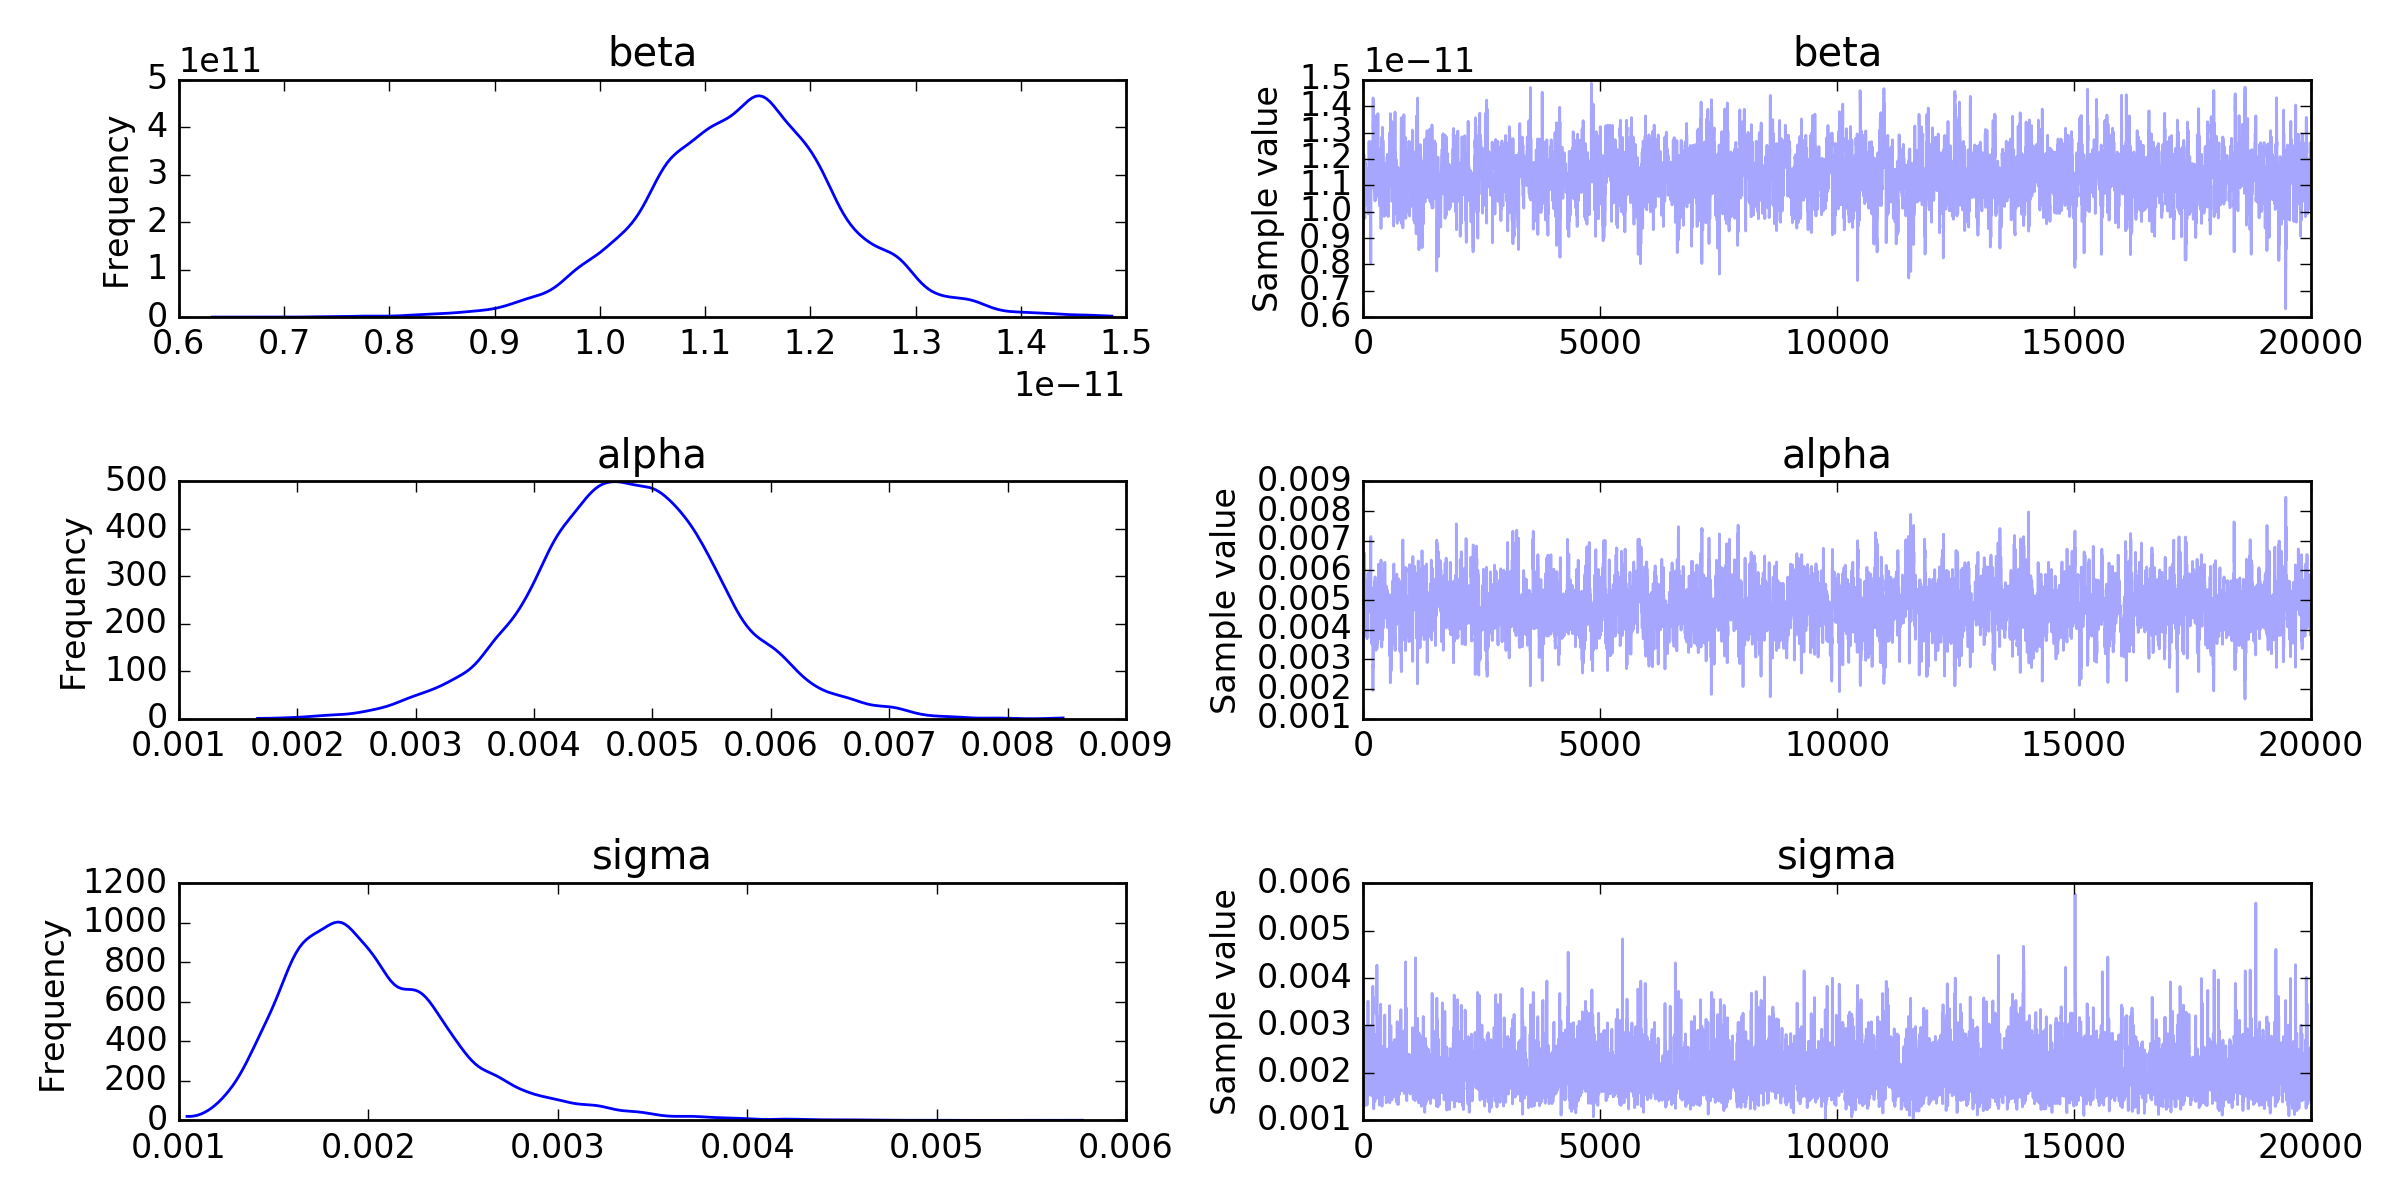 beta
1e11
5
4
3
2
1
0
Frequency
0.6 0.7 0.8 0.9 1.0 1.1 1.2 1.3 1.4 1.5
1e−11
beta
1e−11
1.5
1.4
1.3
1.2
1.1
1.0
0.9
0.8
0.7
0.6
Sample value
0 5000 10000 15000 20000
alpha
500
400
300
200
100
0
Frequency
0.001 0.002 0.003 0.004 0.005 0.006 0.007 0.008 0.009
alpha
0.009
0.008
0.007
0.006
0.005
0.004
0.003
0.002
0.001
Sample value
0 5000 10000 15000 20000
sigma
1200
1000
800
600
400
200
0
Frequency
0.001 0.002 0.003 0.004 0.005 0.006
sigma
0.006
0.005
0.004
0.003
0.002
0.001
Sample value
0 5000 10000 15000 20000